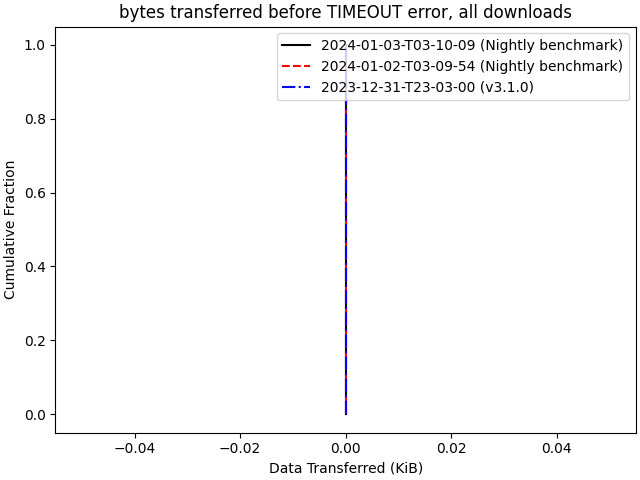 bytes transferred before TIMEOUT error, all downloads
2024-01-03-T03-10-09 (Nightly benchmark)
2024-01-02-T03-09-54 (Nightly benchmark)
2023-12-31-T23-03-00 (v3.1.0)
Cumulative Fraction
1.0
0.8
0.6
0.4
0.2
0.0
−0.04 −0.02 0.00 0.02 0.04
Data Transferred (KiB)